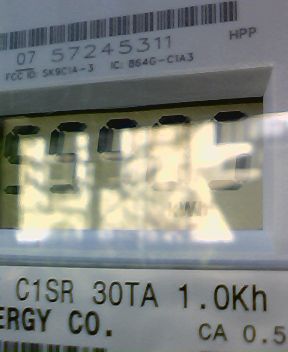 HPP
07 57245311
FCC ID: SK9C1A-3 IC: 864G-C1A3
KWH
C1SR 30TA 1.0Kh
ERGY CO.
CA 0.5